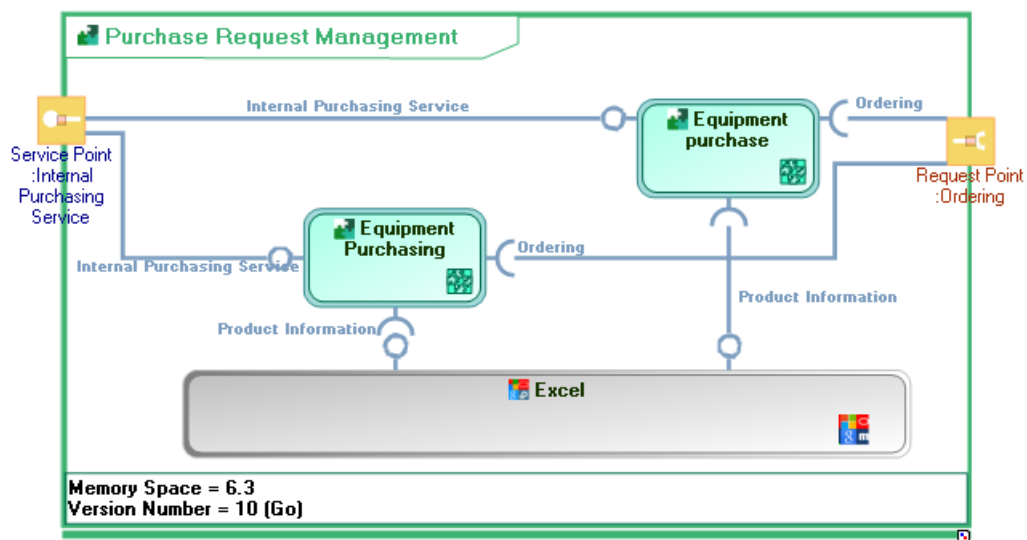 Purchase Request Management
Internal Purchasing Service
Ordering
Equipment
purchase
Service Point
:Internal
Purchasing
Service
Request Point
:Ordering
Equipment
Purchasing
Ordering
Internal Purchasing Service
Product Information
Product Information
Excel
Memory Space = 6.3
Version Number = 10 (Go)